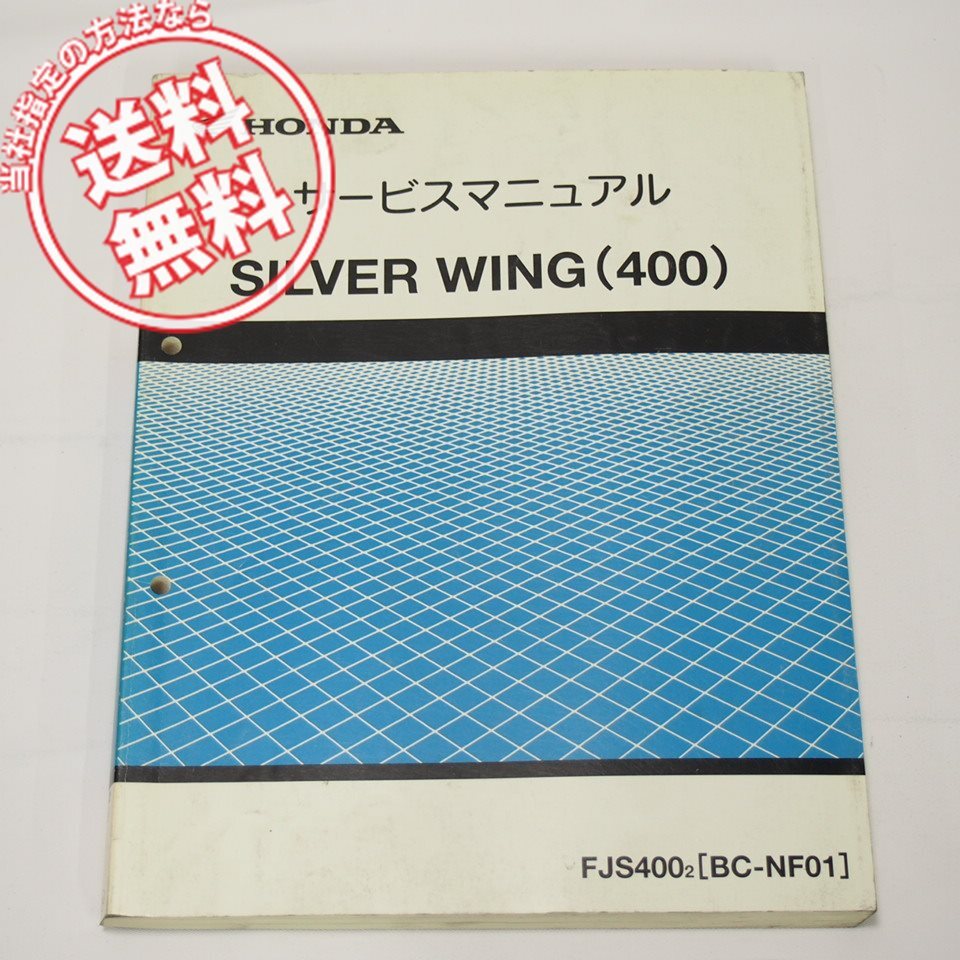 当社指定の方法なら
送料
無料
HONDA
サービスマニュアル
SILVER WING(400)
FJS4002[BC-NF01]